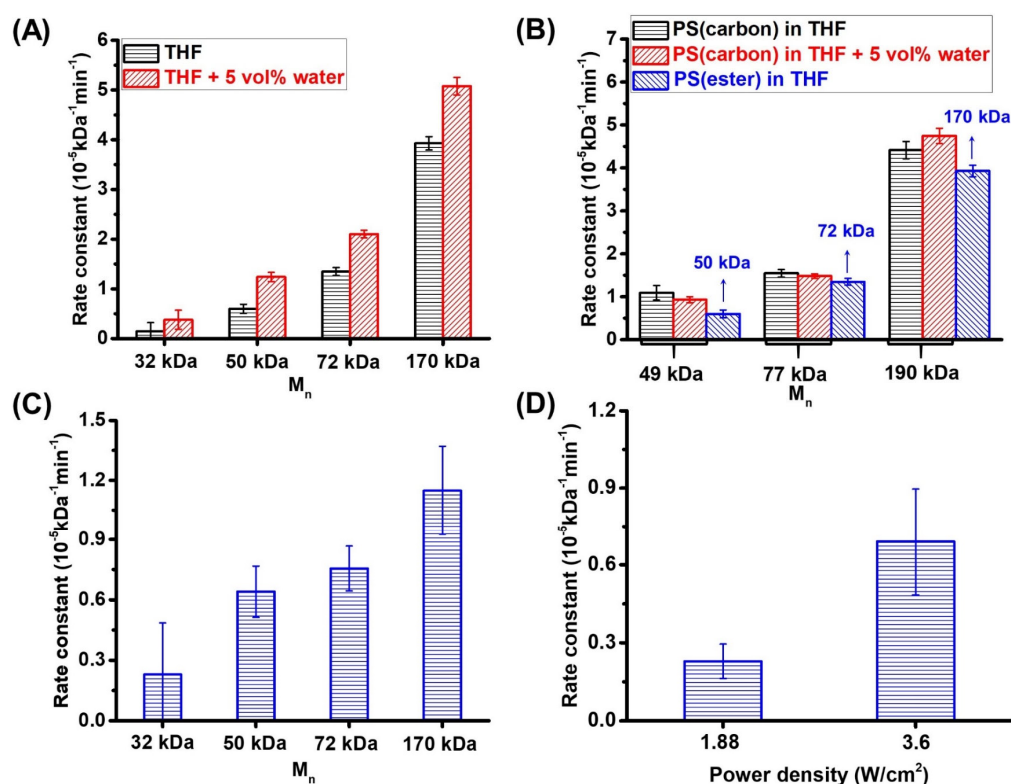 (A)
THF
THF + 5 vol% water
Rate constant (10⁻⁵kDa⁻¹min⁻¹)
6
5
4
3
2
1
0
32 kDa 50 kDa 72 kDa 170 kDa
Mₙ
(B)
PS(carbon) in THF
PS(carbon) in THF + 5 vol% water
PS(ester) in THF
Rate constant (10⁻⁵kDa⁻¹min⁻¹)
7
6
5
4
3
2
1
0
50 kDa
72 kDa
170 kDa
49 kDa 77 kDa 190 kDa
Mₙ
(C)
Rate constant (10⁻⁵kDa⁻¹min⁻¹)
1.5
1.2
0.9
0.6
0.3
0.0
32 kDa 50 kDa 72 kDa 170 kDa
Mₙ
(D)
Rate constant (10⁻⁵kDa⁻¹min⁻¹)
1.2
0.9
0.6
0.3
0.0
1.88 3.6
Power density (W/cm²)